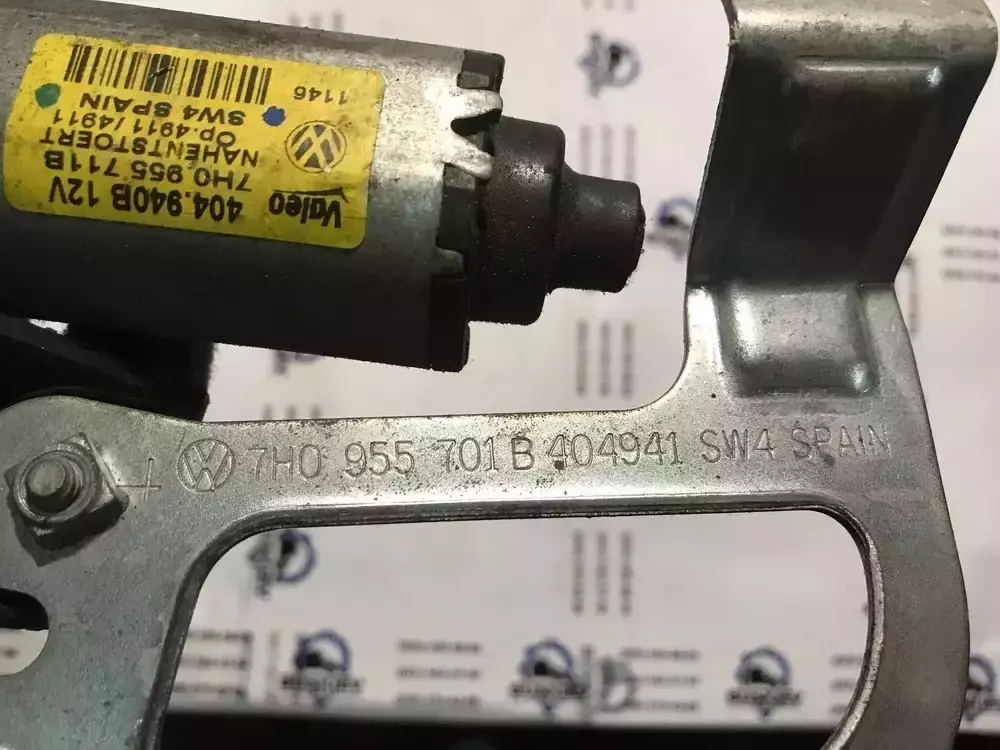 Valeo
404.940B 12V
7H0 955 711B
NAHENTSTOERT
Op.4911/4911
SW4 SPAIN
1146
7H0 955 701 B 404941 SW4 SPAIN